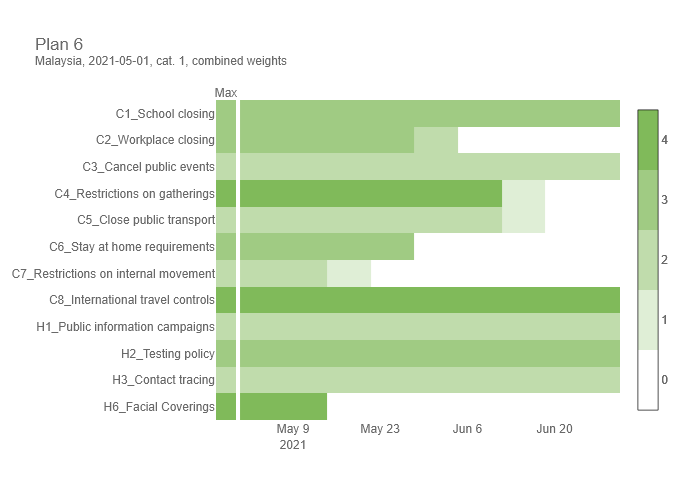 Plan 6
Malaysia, 2021-05-01, cat. 1, combined weights
Max
C1_School closing
C2_Workplace closing
C3_Cancel public events
C4_Restrictions on gatherings
C5_Close public transport
C6_Stay at home requirements
C7_Restrictions on internal movement
C8_International travel controls
H1_Public information campaigns
H2_Testing policy
H3_Contact tracing
H6_Facial Coverings
May 9 May 23 Jun 6 Jun 20
2021
4
3
2
1
0